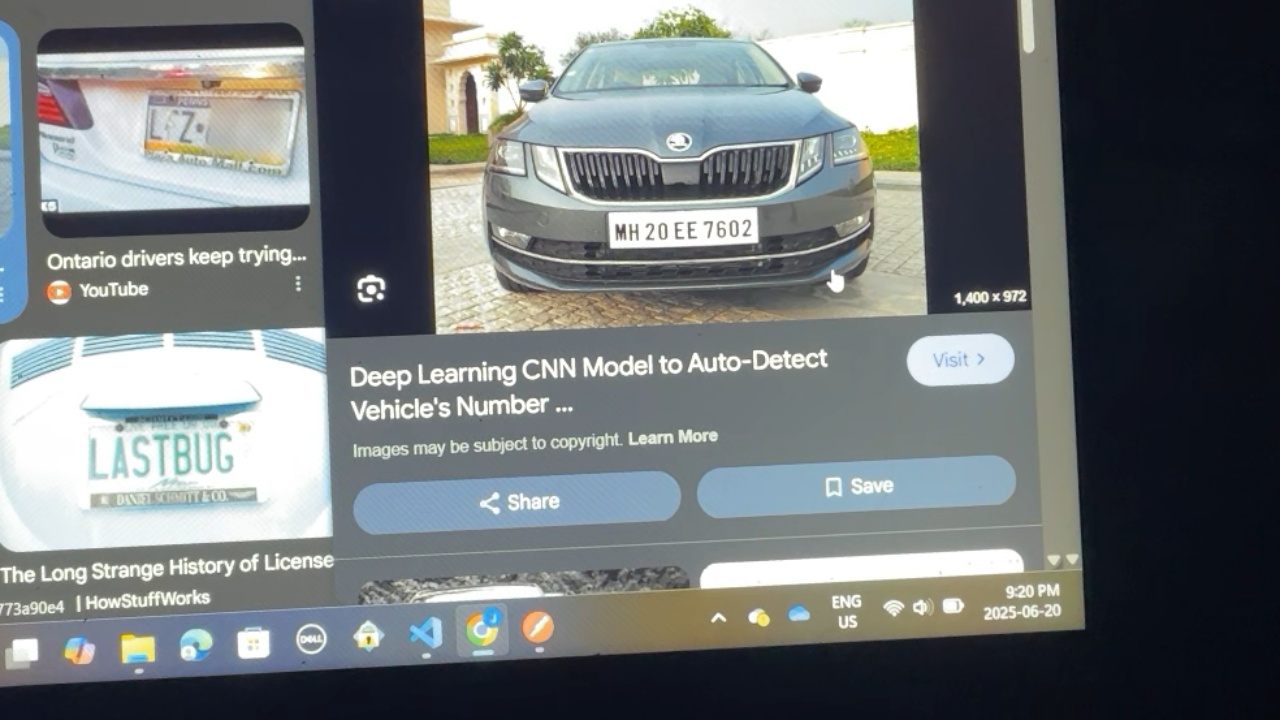 Ontario drivers keep trying...
YouTube
LASTBUG
DANIEL SCHMITT & CO.
The Long Strange History of License
773a90e4 | HowStuffWorks
MH 20 EE 7602
1,400 × 972
Deep Learning CNN Model to Auto-Detect
Vehicle's Number ...
Visit >
Images may be subject to copyright. Learn More
Share
Save
DELL
ENG
US
9:20 PM
2025-06-20